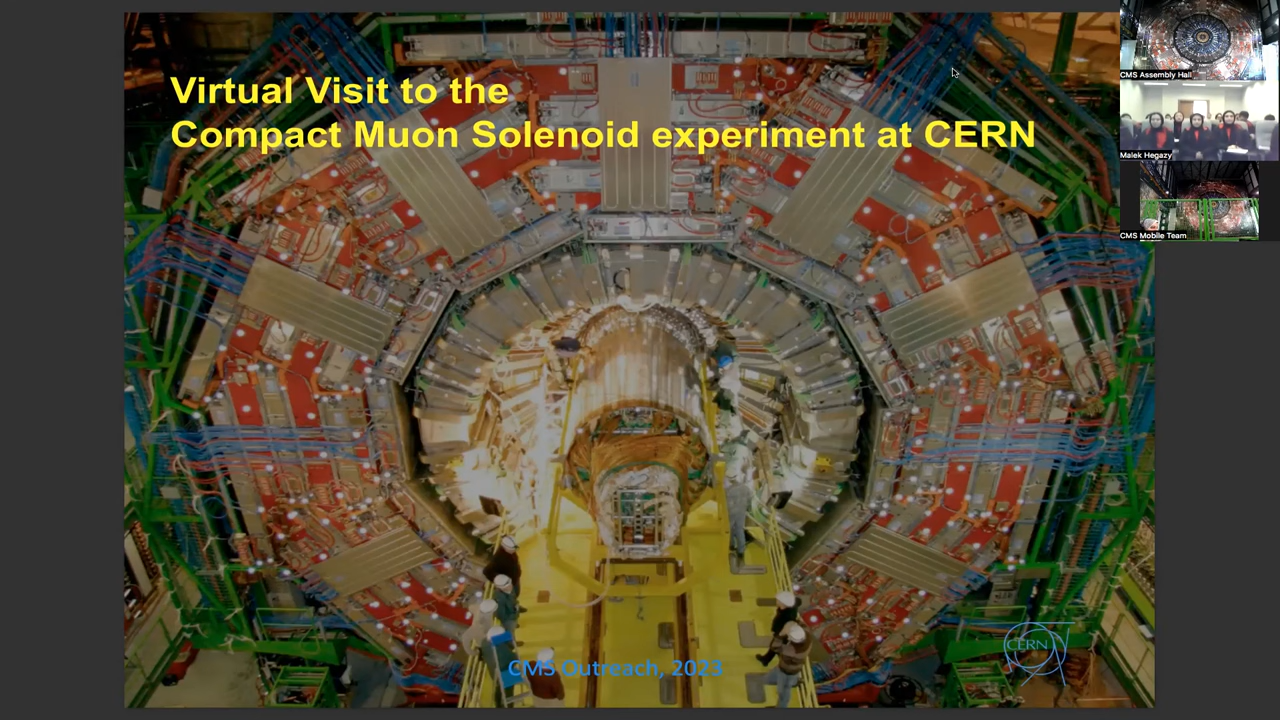 Virtual Visit to the
Compact Muon Solenoid experiment at CERN
CMS Assembly Hall
Malek Hegazy
CMS Mobile Team
CMS Outreach, 2023
CERN